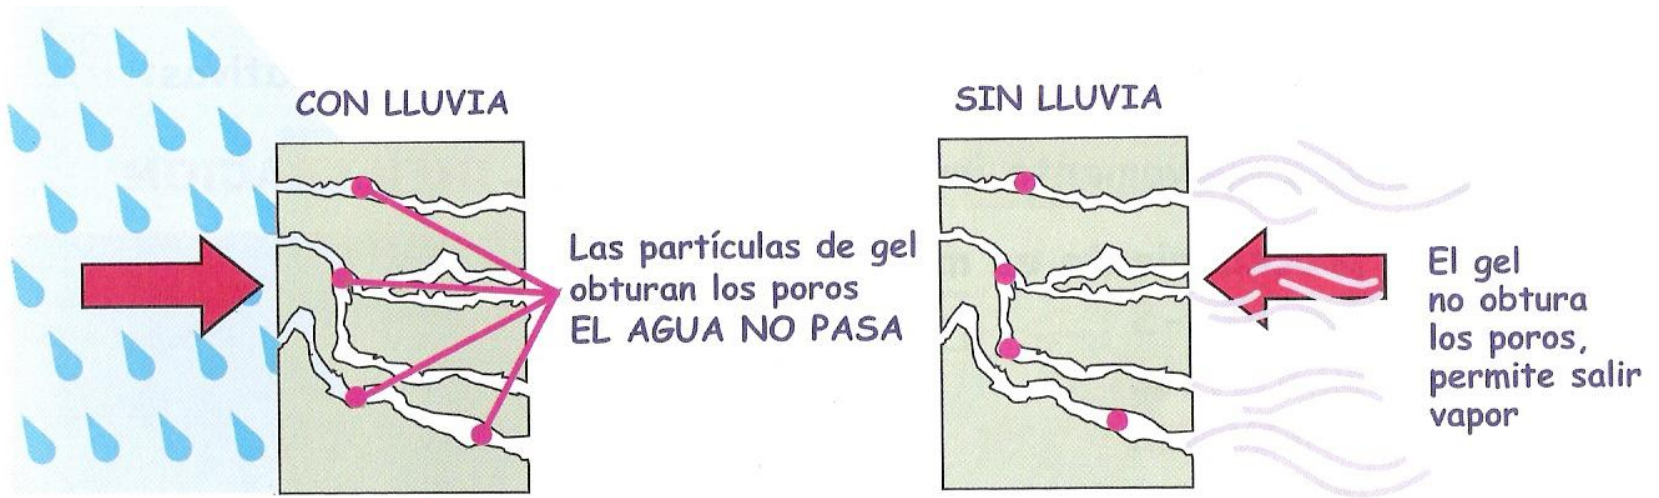 CON LLUVIA
Las partículas de gel
obturan los poros
EL AGUA NO PASA
SIN LLUVIA
El gel
no obtura
los poros,
permite salir
vapor